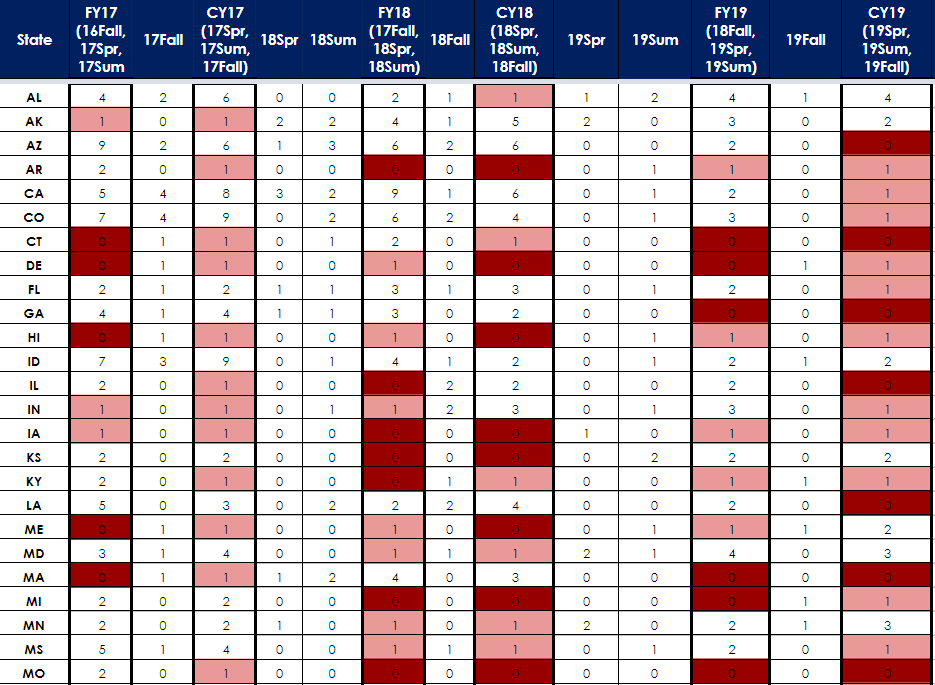 State | FY17 (16Fall, 17Spr, 17Sum | 17Fall | CY17 (17Spr, 17Sum, 17Fall) | 18Spr | 18Sum | FY18 (17Fall, 18Spr, 18Sum) | 18Fall | CY18 (18Spr, 18Sum, 18Fall) | 19Spr | 19Sum | FY19 (18Fall, 19Spr, 19Sum) | 19Fall | CY19 (19Spr, 19Sum, 19Fall)
AL 4 2 6 0 0 2 1 1 1 2 4 1 4
AK 1 0 1 2 2 4 1 5 2 0 3 0 2
AZ 9 2 6 1 3 6 2 6 0 0 2 0 0
AR 2 0 1 0 0 0 0 0 0 1 1 0 1
CA 5 4 8 3 2 9 1 6 0 1 2 0 1
CO 7 4 9 0 2 6 2 4 0 1 3 0 1
CT 0 1 1 0 1 2 0 1 0 0 0 0 0
DE 0 1 1 0 0 1 0 0 0 0 0 1 1
FL 2 1 2 1 1 3 1 3 0 1 2 0 1
GA 4 1 4 1 1 3 0 2 0 0 0 0 0
HI 0 1 1 0 0 1 0 0 0 1 1 0 1
ID 7 3 9 0 1 4 1 2 0 1 2 1 2
IL 2 0 1 0 0 0 2 2 0 0 2 0 0
IN 1 0 1 0 1 1 2 3 0 1 3 0 1
IA 1 0 1 0 0 0 0 0 1 0 1 0 1
KS 2 0 2 0 0 0 0 0 0 2 2 0 2
KY 2 0 1 0 0 0 1 1 0 0 1 1 1
LA 5 0 3 0 2 2 2 4 0 0 2 0 0
ME 0 1 1 0 0 1 0 0 0 1 1 1 2
MD 3 1 4 0 0 1 1 1 2 1 4 0 3
MA 0 1 1 1 2 4 0 3 0 0 0 0 0
MI 2 0 2 0 0 0 0 0 0 0 0 1 1
MN 2 0 2 1 0 1 0 1 2 0 2 1 3
MS 5 1 4 0 0 1 1 1 0 1 2 0 1
MO 2 0 1 0 0 0 0 0 0 0 0 0 0